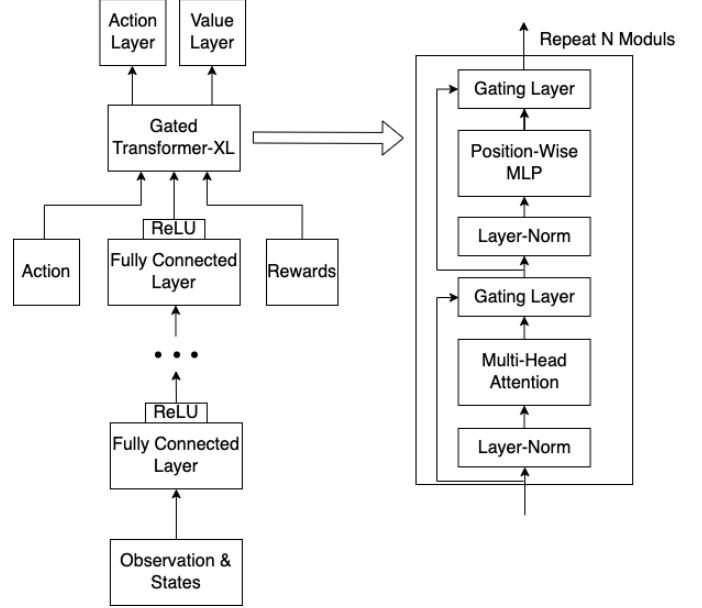 Action
Layer
Value
Layer
Gated
Transformer-XL
ReLU
Action
Fully Connected
Layer
Rewards
ReLU
Fully Connected
Layer
Observation &
States
Repeat N Moduls
Gating Layer
Position-Wise
MLP
Layer-Norm
Gating Layer
Multi-Head
Attention
Layer-Norm